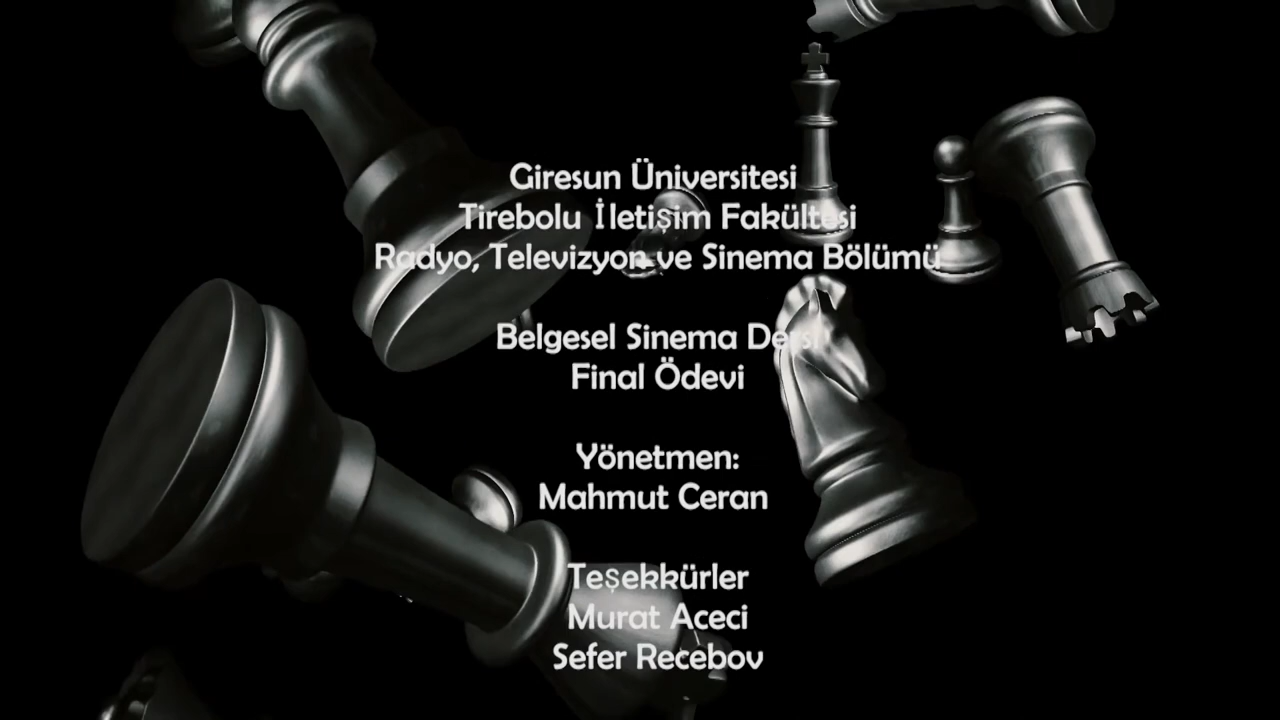 Giresun Üniversitesi
Tirebolu İletişim Fakültesi
Radyo, Televizyon ve Sinema Bölümü
Belgesel Sinema Dersi
Final Ödevi
Yönetmen:
Mahmut Ceran
Teşekkürler
Murat Aceci
Sefer Recebov